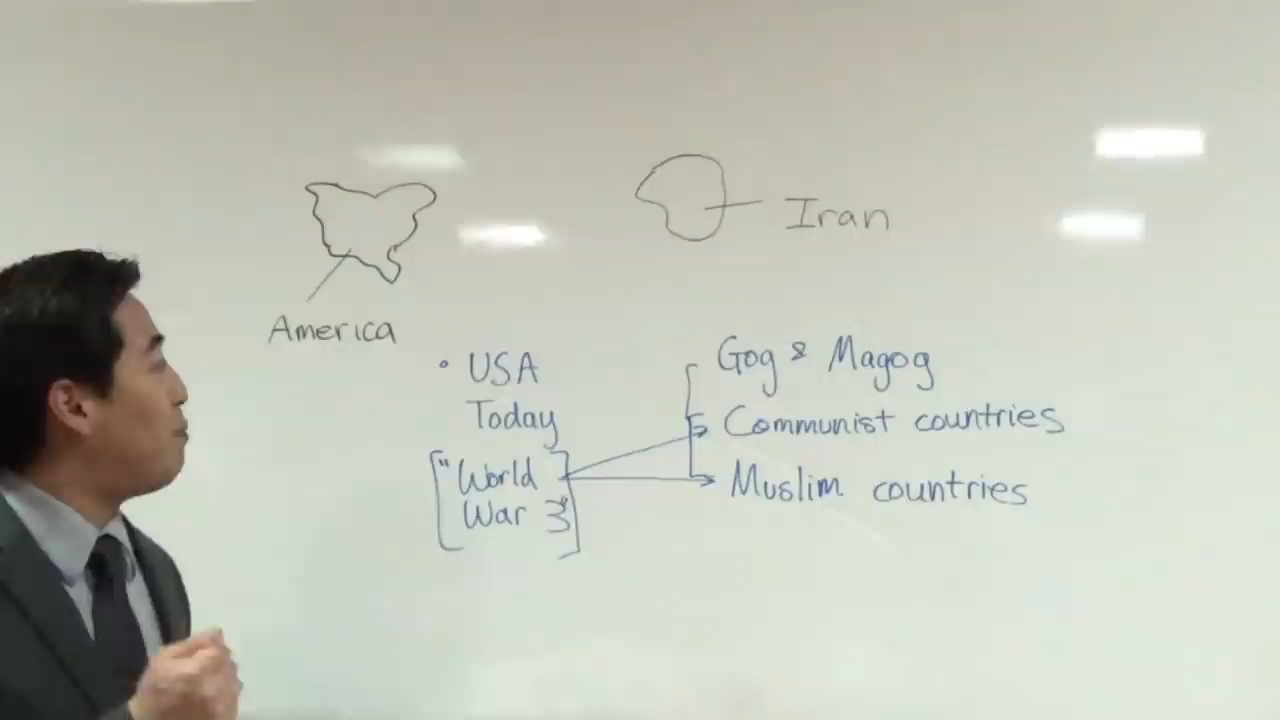 Iran
America
• USA
Today
["World
War 3"]
Gog & Magog
Communist countries
Muslim countries